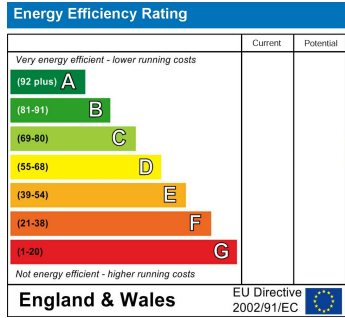 Energy Efficiency Rating
Current Potential
Very energy efficient - lower running costs
(92 plus) A
(81-91) B
(69-80) C
(55-68) D
(39-54) E
(21-38) F
(1-20) G
Not energy efficient - higher running costs
England & Wales
EU Directive
2002/91/EC